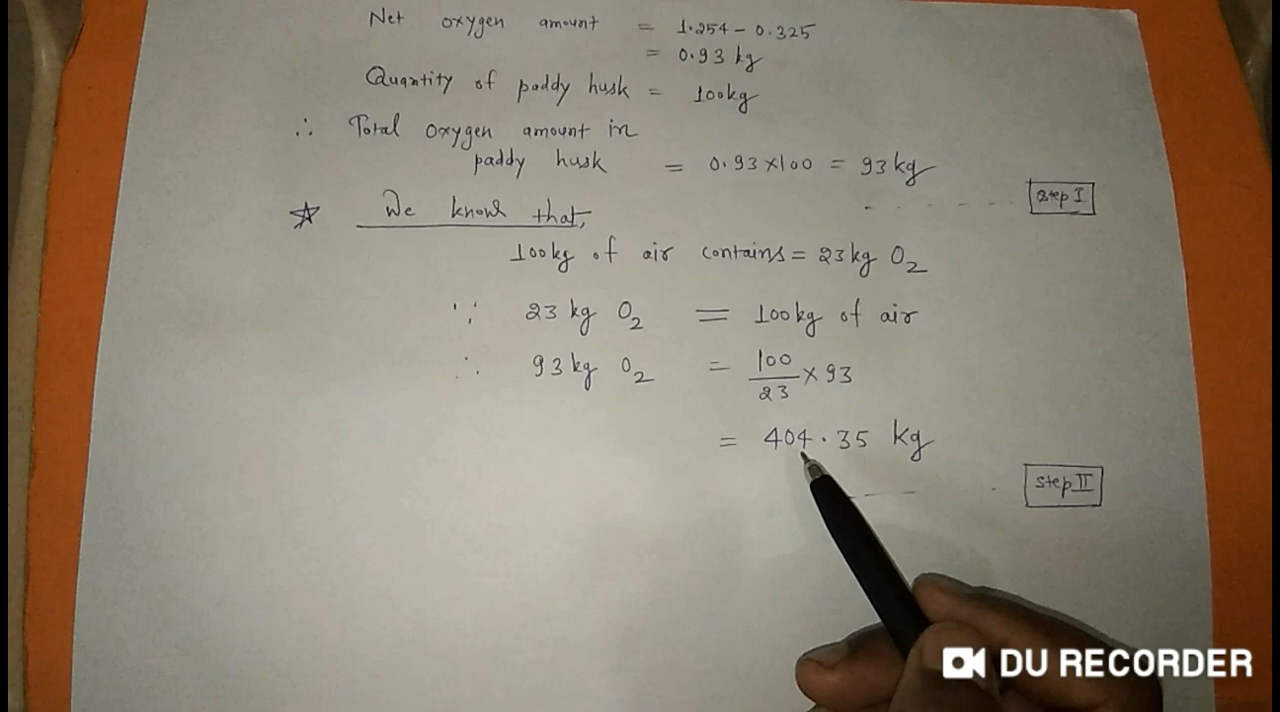 Net oxygen amount = 1.254 - 0.325
= 0.93 kg
Quantity of paddy husk = 100kg
∴ Total oxygen amount in
paddy husk = 0.93 × 100 = 93 kg
Step I
☆ We know that,
100kg of air contains = 23kg O₂
∵ 23 kg O₂ = 100kg of air
∴ 93 kg O₂ = 100/23 × 93
= 404.35 kg
Step II
DU RECORDER